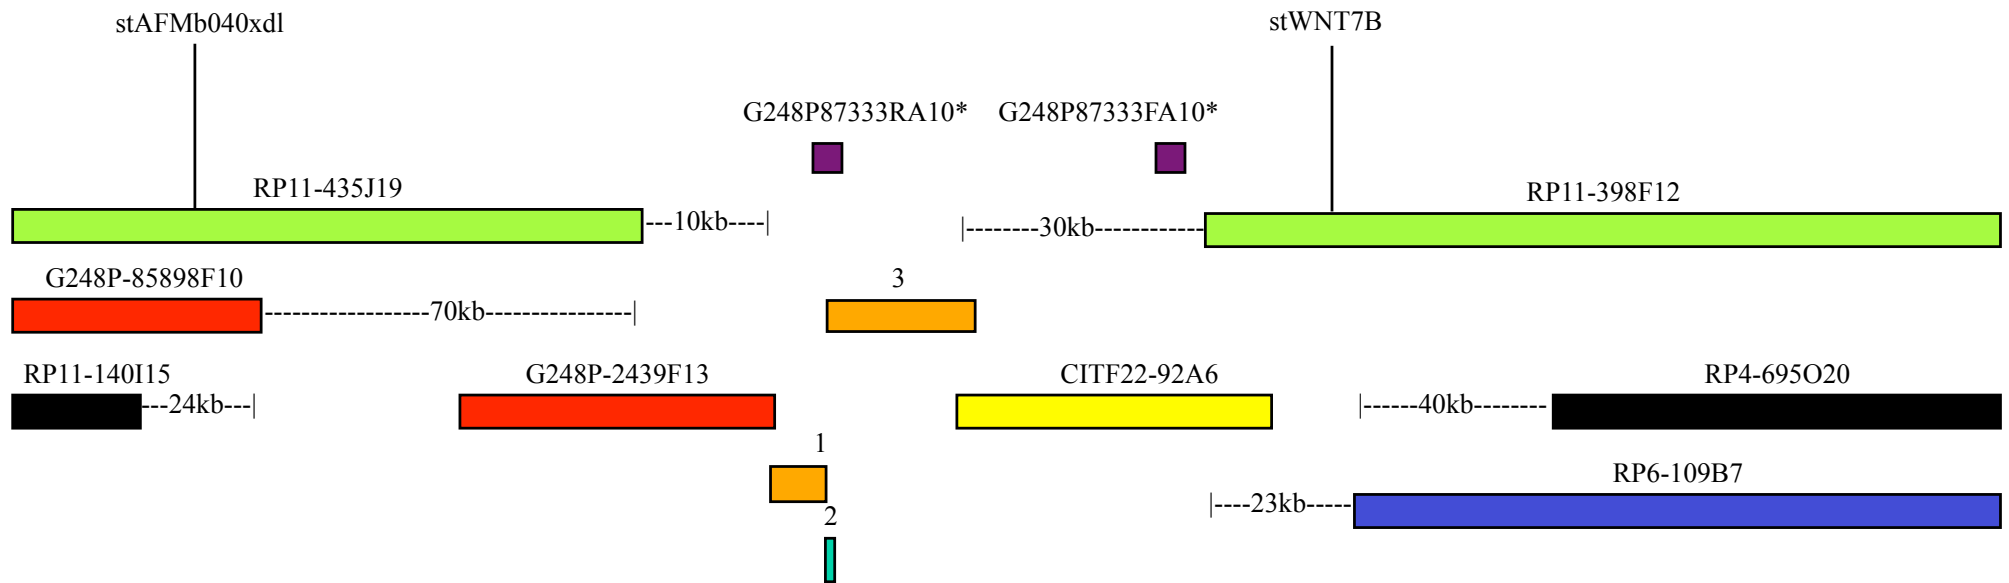 stAFMb040xdl
stWNT7B
G248P87333RA10*
G248P87333FA10*
RP11-435J19
RP11-398F12
---10kb----|
|--------30kb------------
G248P-85898F10
3
------------------70kb----------------|
RP11-140I15
G248P-2439F13
CITF22-92A6
RP4-695O20
---24kb---|
|------40kb--------
1
RP6-109B7
2
|----23kb-----